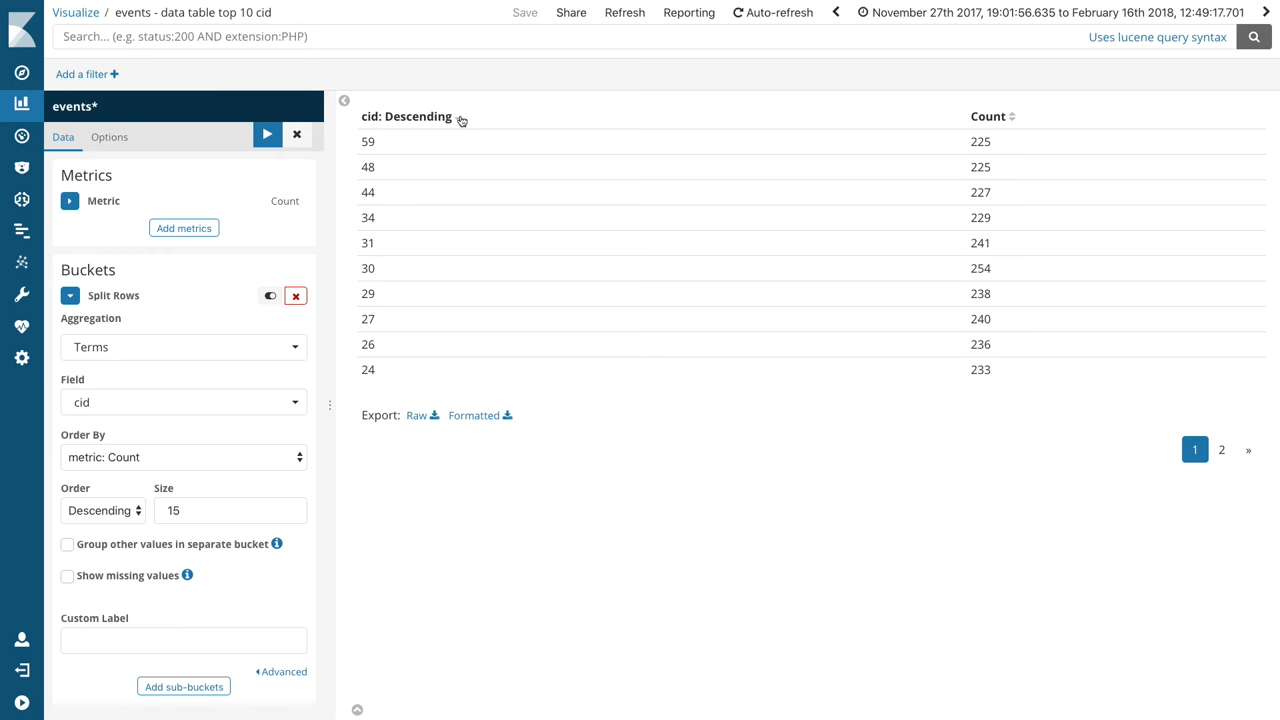 Visualize / events - data table top 10 cid
Save Share Refresh Reporting Auto-refresh November 27th 2017, 19:01:56.635 to February 16th 2018, 12:49:17.701
Search... (e.g. status:200 AND extension:PHP) Uses lucene query syntax
Add a filter +
events*
Data Options
Metrics
Metric Count
Add metrics
Buckets
Split Rows
Aggregation
Terms
Field
cid
Order By
metric: Count
Order Size
Descending 15
Group other values in separate bucket
Show missing values
Custom Label
Advanced
Add sub-buckets
cid: Descending Count
59 225
48 225
44 227
34 229
31 241
30 254
29 238
27 240
26 236
24 233
Export: Raw Formatted
1 2 »